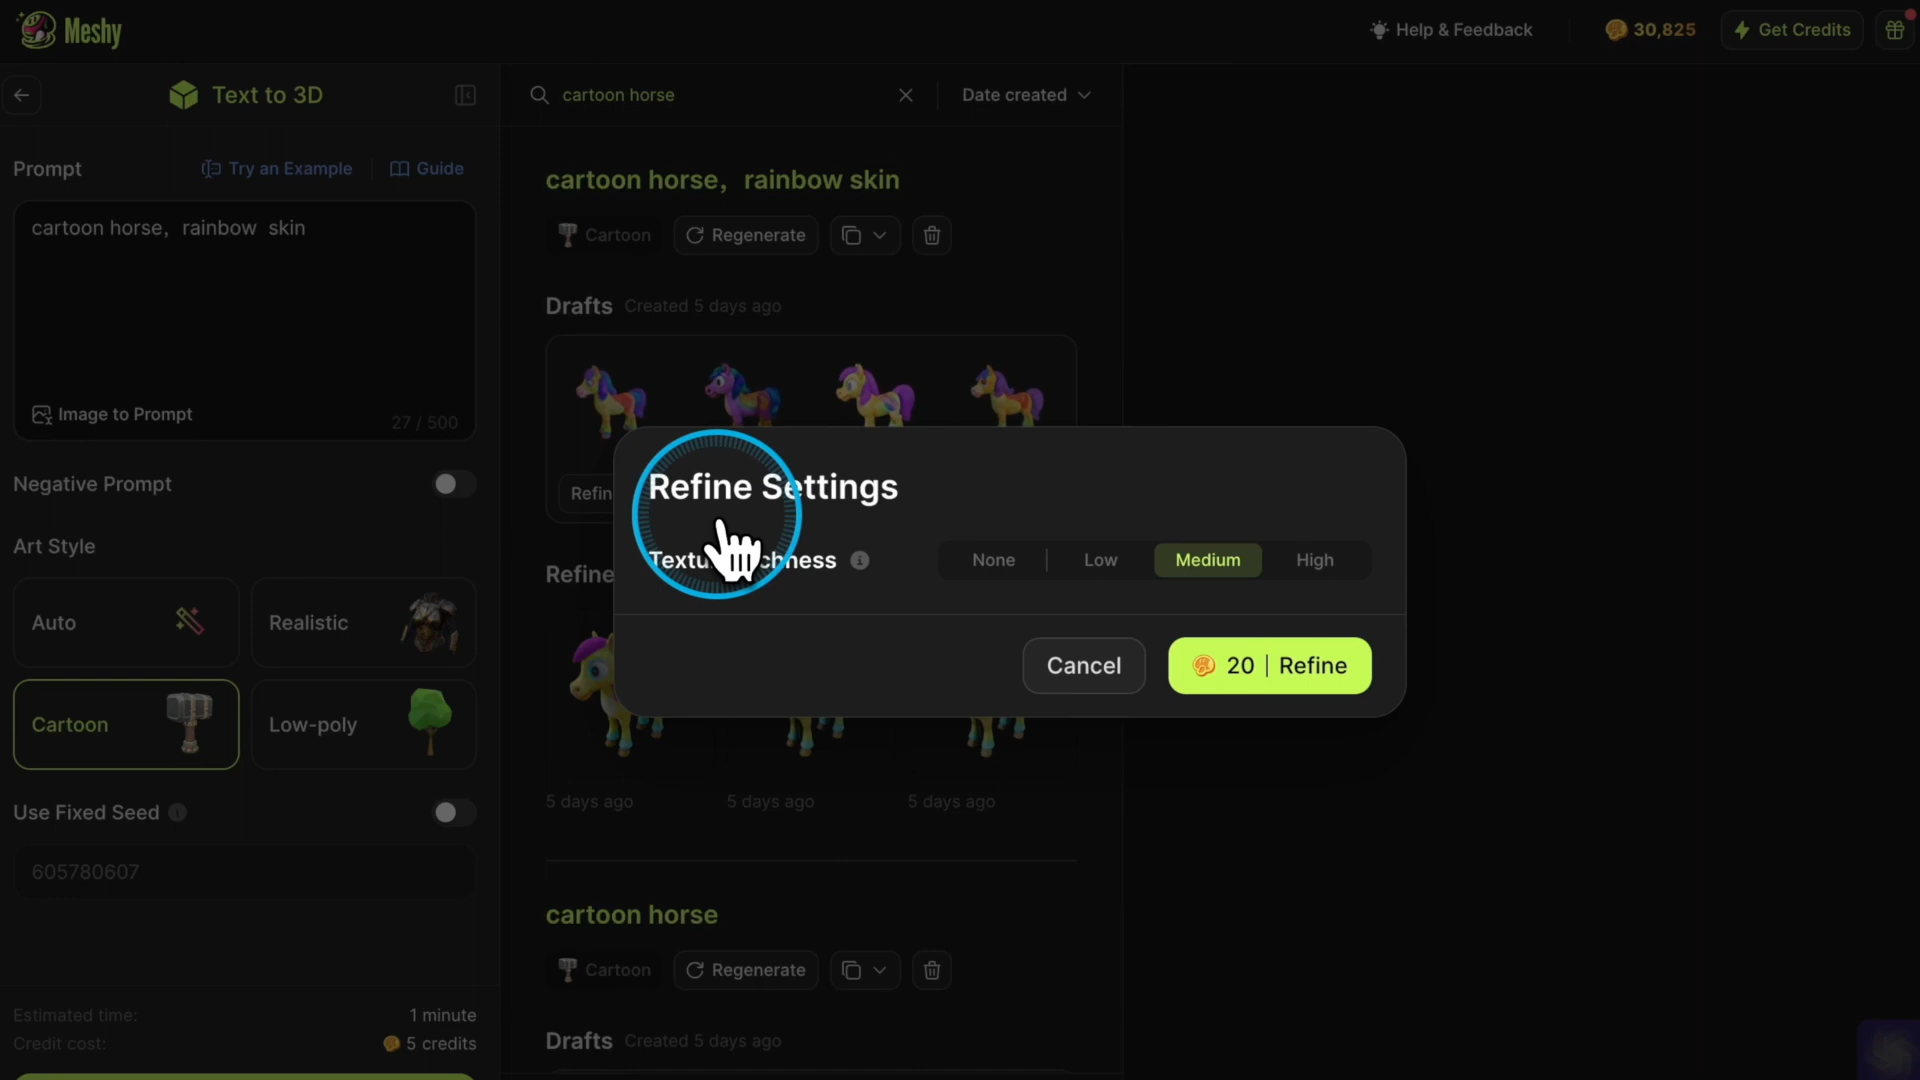 Meshy
Help & Feedback
30,825
Get Credits
Text to 3D
cartoon horse
Date created
Prompt
Try an Example
Guide
cartoon horse，rainbow skin
Image to Prompt
27 / 500
Negative Prompt
Art Style
Auto
Realistic
Cartoon
Low-poly
Use Fixed Seed
605780607
Estimated time:
1 minute
Credit cost:
5 credits
cartoon horse，rainbow skin
Cartoon
Regenerate
Drafts
Created 5 days ago
Refin
Refine
5 days ago
5 days ago
5 days ago
cartoon horse
Cartoon
Regenerate
Drafts
Created 5 days ago
Refine Settings
None
Low
Medium
High
Cancel
20 | Refine